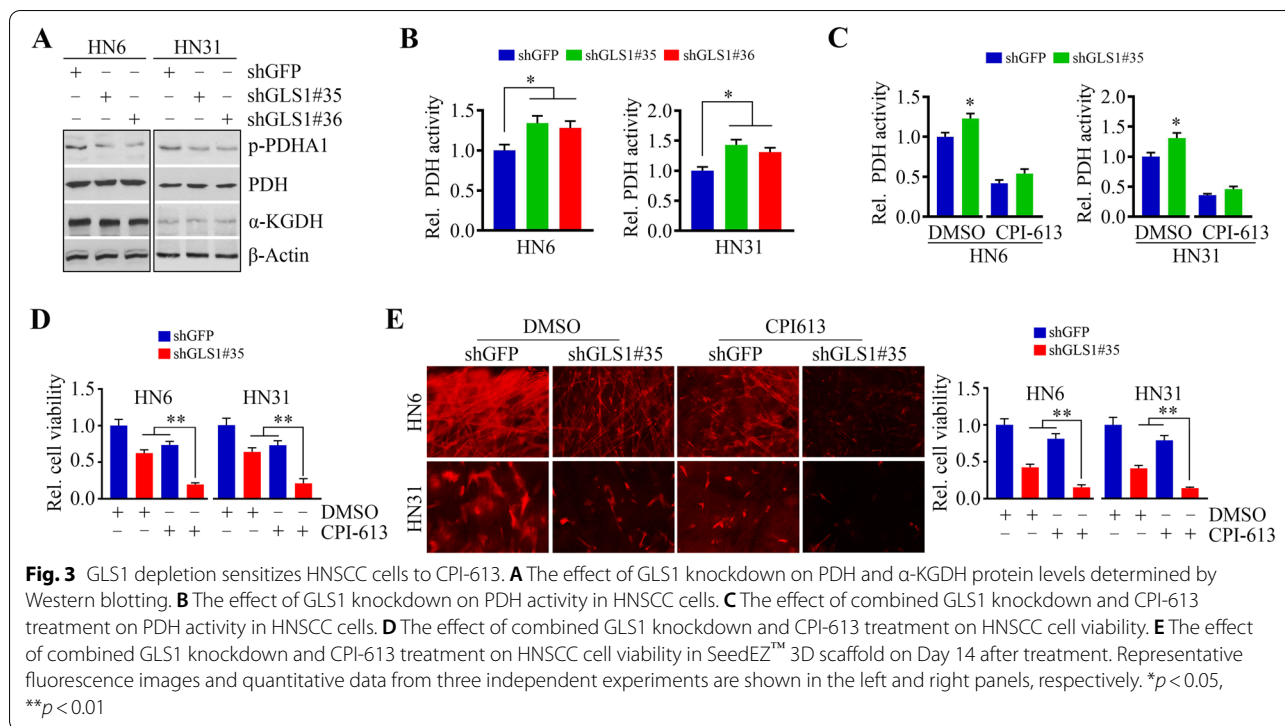 A
HN6 HN31
+ − − + − − shGFP
− + − − + − shGLS1#35
− − + − − + shGLS1#36
p-PDHA1
PDH
α-KGDH
β-Actin
B
shGFP shGLS1#35 shGLS1#36
Rel. PDH activity
1.5
1.0
0.5
0.0
*
HN6
Rel. PDH activity
2.0
1.5
1.0
0.5
0.0
*
HN31
C
shGFP shGLS1#35
Rel. PDH activity
1.5
1.0
0.5
0.0
*
DMSO CPI-613
HN6
Rel. PDH activity
2.0
1.5
1.0
0.5
0.0
*
DMSO CPI-613
HN31
D
shGFP
shGLS1#35
Rel. cell viability
1.5
1.0
0.5
0.0
HN6 HN31
** **
+ + − − + + − − DMSO
− − + + − − + + CPI-613
E
DMSO CPI613
shGFP shGLS1#35 shGFP shGLS1#35
HN6
HN31
shGFP
shGLS1#35
Rel. cell viability
1.5
1.0
0.5
0.0
HN6 HN31
** **
+ + − − + + − − DMSO
− − + + − − + + CPI-613
Fig. 3 GLS1 depletion sensitizes HNSCC cells to CPI-613. A The effect of GLS1 knockdown on PDH and α-KGDH protein levels determined by
Western blotting. B The effect of GLS1 knockdown on PDH activity in HNSCC cells. C The effect of combined GLS1 knockdown and CPI-613
treatment on PDH activity in HNSCC cells. D The effect of combined GLS1 knockdown and CPI-613 treatment on HNSCC cell viability. E The effect
of combined GLS1 knockdown and CPI-613 treatment on HNSCC cell viability in SeedEZ™ 3D scaffold on Day 14 after treatment. Representative
fluorescence images and quantitative data from three independent experiments are shown in the left and right panels, respectively. *p < 0.05,
**p < 0.01